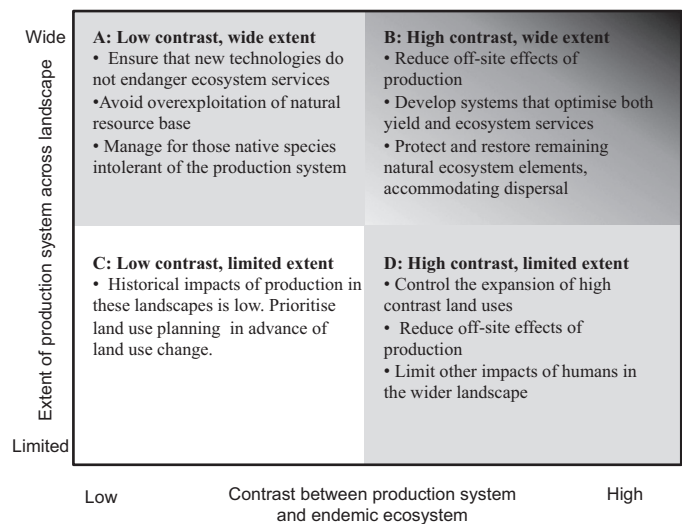 Wide
Extent of production system across landscape
Limited
A: Low contrast, wide extent
• Ensure that new technologies do
not endanger ecosystem services
•Avoid overexploitation of natural
resource base
• Manage for those native species
intolerant of the production system
B: High contrast, wide extent
• Reduce off-site effects of
production
• Develop systems that optimise both
yield and ecosystem services
• Protect and restore remaining
natural ecosystem elements,
accommodating dispersal
C: Low contrast, limited extent
• Historical impacts of production in
these landscapes is low. Prioritise
land use planning in advance of
land use change.
D: High contrast, limited extent
• Control the expansion of high
contrast land uses
• Reduce off-site effects of
production
• Limit other impacts of humans in
the wider landscape
Low
Contrast between production system
and endemic ecosystem
High